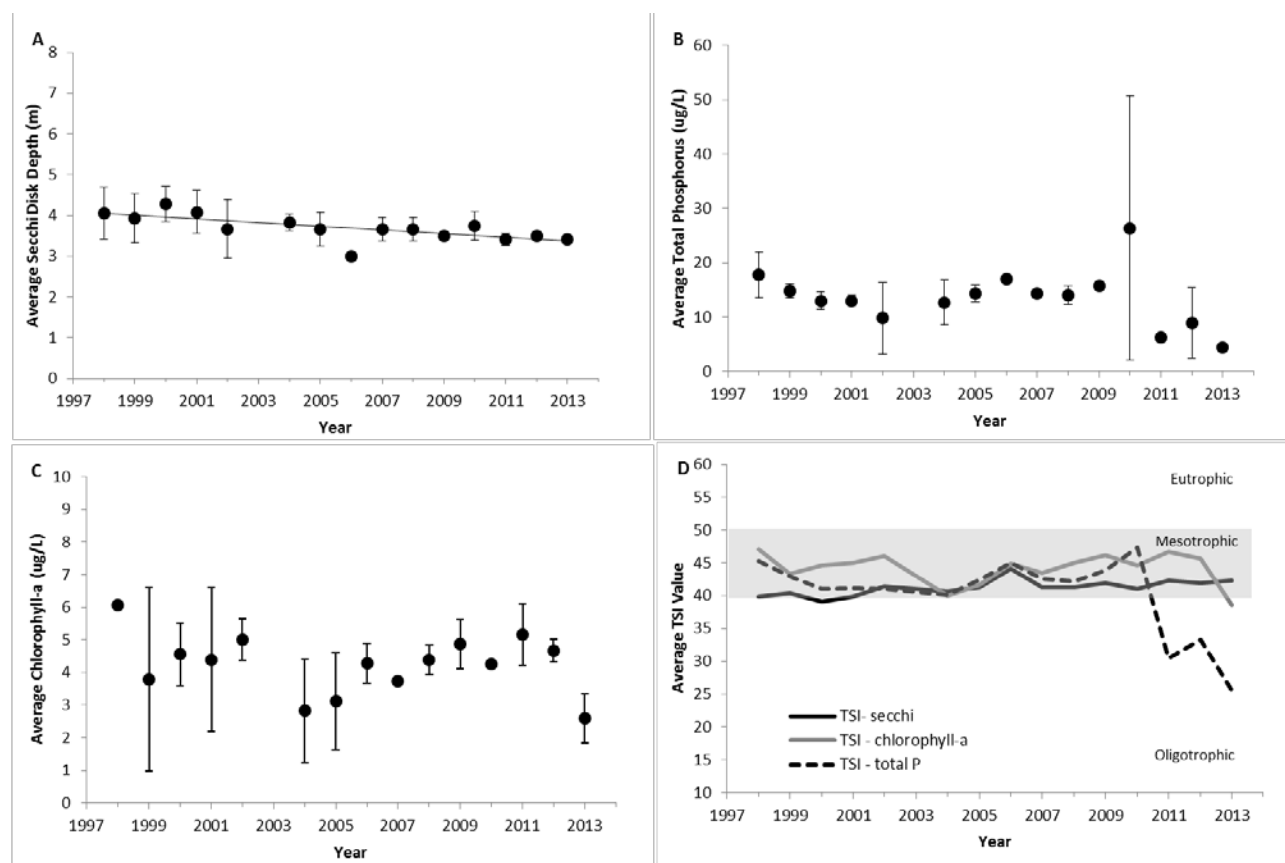 A
Average Secchi Disk Depth (m)
8
7
6
5
4
3
2
1
0
1997 1999 2001 2003 2005 2007 2009 2011 2013
Year
B
Average Total Phosphorus (ug/L)
60
50
40
30
20
10
0
1997 1999 2001 2003 2005 2007 2009 2011 2013
Year
C
Average Chlorophyll-a (ug/L)
10
9
8
7
6
5
4
3
2
1
0
1997 1999 2001 2003 2005 2007 2009 2011 2013
Year
D
Average TSI Value
60
55
50
45
40
35
30
25
20
15
10
Eutrophic
Mesotrophic
Oligotrophic
TSI- secchi
TSI - chlorophyll-a
TSI - total P
1997 1999 2001 2003 2005 2007 2009 2011 2013
Year